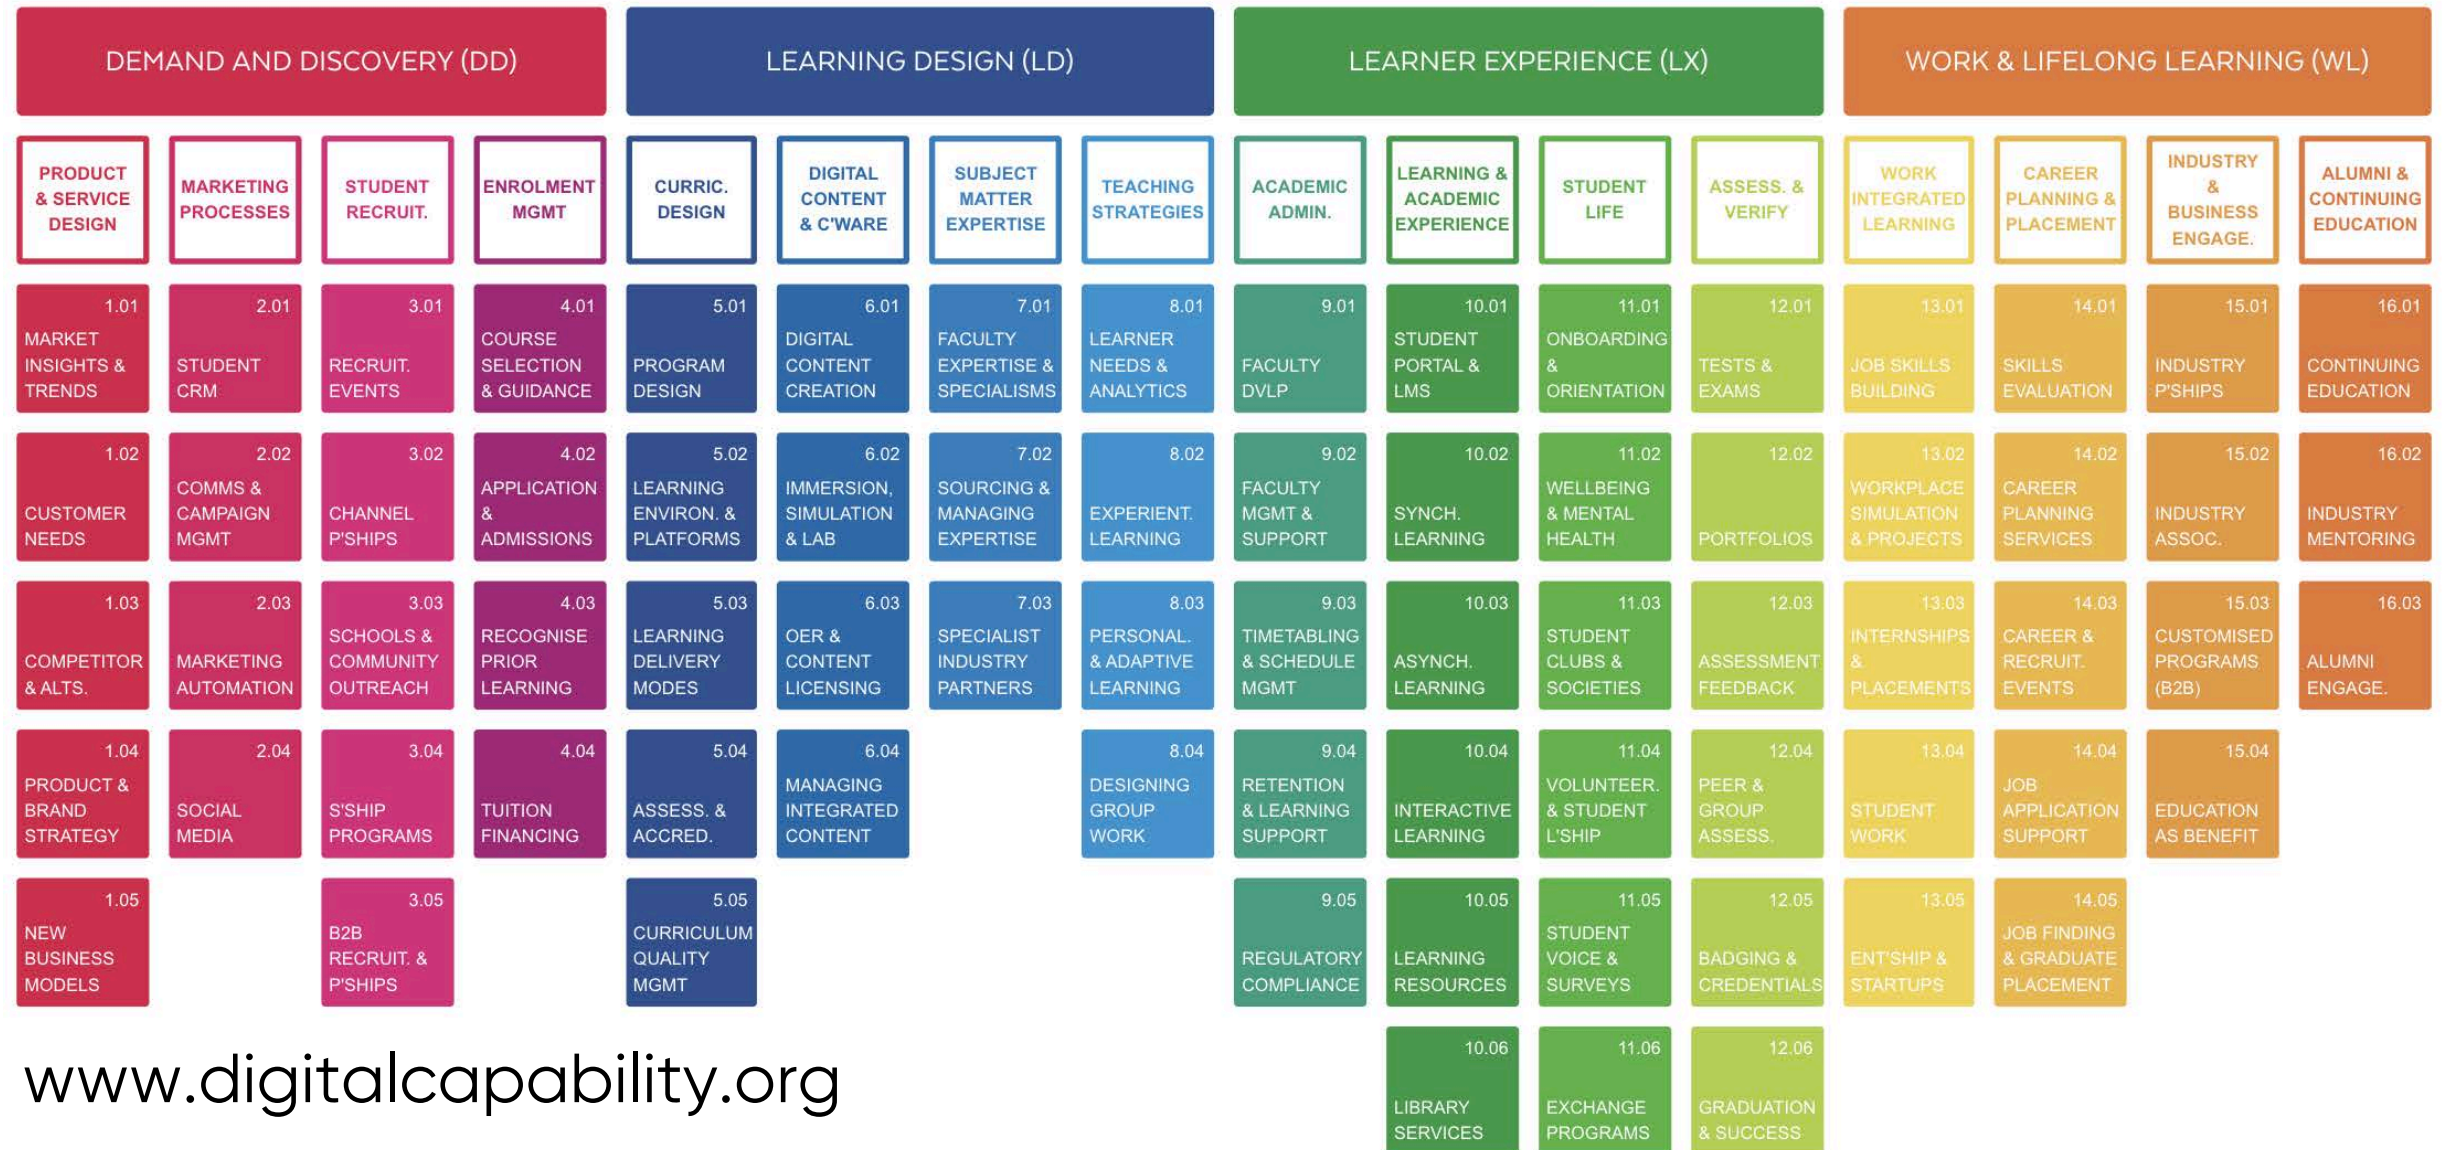 DEMAND AND DISCOVERY (DD)
LEARNING DESIGN (LD)
LEARNER EXPERIENCE (LX)
WORK & LIFELONG LEARNING (WL)
PRODUCT
& SERVICE
DESIGN
MARKETING
PROCESSES
STUDENT
RECRUIT.
ENROLMENT
MGMT
CURRIC.
DESIGN
DIGITAL
CONTENT
& C'WARE
SUBJECT
MATTER
EXPERTISE
TEACHING
STRATEGIES
ACADEMIC
ADMIN.
LEARNING &
ACADEMIC
EXPERIENCE
STUDENT
LIFE
ASSESS. &
VERIFY
WORK
INTEGRATED
LEARNING
CAREER
PLANNING &
PLACEMENT
INDUSTRY
&
BUSINESS
ENGAGE.
ALUMNI &
CONTINUING
EDUCATION
1.01
MARKET
INSIGHTS &
TRENDS
2.01
STUDENT
CRM
3.01
RECRUIT.
EVENTS
4.01
COURSE
SELECTION
& GUIDANCE
5.01
PROGRAM
DESIGN
6.01
DIGITAL
CONTENT
CREATION
7.01
FACULTY
EXPERTISE &
SPECIALISMS
8.01
LEARNER
NEEDS &
ANALYTICS
9.01
FACULTY
DVLP
10.01
STUDENT
PORTAL &
LMS
11.01
ONBOARDING
&
ORIENTATION
12.01
TESTS &
EXAMS
13.01
JOB SKILLS
BUILDING
14.01
SKILLS
EVALUATION
15.01
INDUSTRY
P'SHIPS
16.01
CONTINUING
EDUCATION
1.02
CUSTOMER
NEEDS
2.02
COMMS &
CAMPAIGN
MGMT
3.02
CHANNEL
P'SHIPS
4.02
APPLICATION
&
ADMISSIONS
5.02
LEARNING
ENVIRON. &
PLATFORMS
6.02
IMMERSION,
SIMULATION
& LAB
7.02
SOURCING &
MANAGING
EXPERTISE
8.02
EXPERIENT.
LEARNING
9.02
FACULTY
MGMT &
SUPPORT
10.02
SYNCH.
LEARNING
11.02
WELLBEING
& MENTAL
HEALTH
12.02
PORTFOLIOS
13.02
WORKPLACE
SIMULATION
& PROJECTS
14.02
CAREER
PLANNING
SERVICES
15.02
INDUSTRY
ASSOC.
16.02
INDUSTRY
MENTORING
1.03
COMPETITOR
& ALTS.
2.03
MARKETING
AUTOMATION
3.03
SCHOOLS &
COMMUNITY
OUTREACH
4.03
RECOGNISE
PRIOR
LEARNING
5.03
LEARNING
DELIVERY
MODES
6.03
OER &
CONTENT
LICENSING
7.03
SPECIALIST
INDUSTRY
PARTNERS
8.03
PERSONAL.
& ADAPTIVE
LEARNING
9.03
TIMETABLING
& SCHEDULE
MGMT
10.03
ASYNCH.
LEARNING
11.03
STUDENT
CLUBS &
SOCIETIES
12.03
ASSESSMENT
FEEDBACK
13.03
INTERNSHIPS
&
PLACEMENTS
14.03
CAREER &
RECRUIT.
EVENTS
15.03
CUSTOMISED
PROGRAMS
(B2B)
16.03
ALUMNI
ENGAGE.
1.04
PRODUCT &
BRAND
STRATEGY
2.04
SOCIAL
MEDIA
3.04
S'SHIP
PROGRAMS
4.04
TUITION
FINANCING
5.04
ASSESS. &
ACCRED.
6.04
MANAGING
INTEGRATED
CONTENT
8.04
DESIGNING
GROUP
WORK
9.04
RETENTION
& LEARNING
SUPPORT
10.04
INTERACTIVE
LEARNING
11.04
VOLUNTEER.
& STUDENT
L'SHIP
12.04
PEER &
GROUP
ASSESS.
13.04
STUDENT
WORK
14.04
JOB
APPLICATION
SUPPORT
15.04
EDUCATION
AS BENEFIT
1.05
NEW
BUSINESS
MODELS
3.05
B2B
RECRUIT. &
P'SHIPS
5.05
CURRICULUM
QUALITY
MGMT
9.05
REGULATORY
COMPLIANCE
10.05
LEARNING
RESOURCES
11.05
STUDENT
VOICE &
SURVEYS
12.05
BADGING &
CREDENTIALS
13.05
ENT'SHIP &
STARTUPS
14.05
JOB FINDING
& GRADUATE
PLACEMENT
10.06
LIBRARY
SERVICES
11.06
EXCHANGE
PROGRAMS
12.06
GRADUATION
& SUCCESS
www.digitalcapability.org